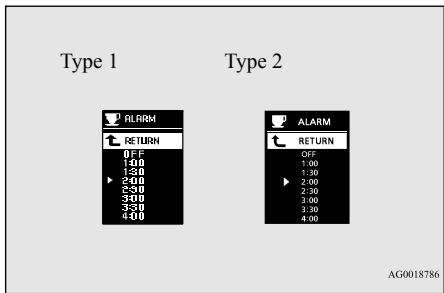 Type 1
Type 2
ALARM
RETURN
OFF
1:00
1:30
2:00
2:30
3:00
3:30
4:00
ALARM
RETURN
OFF
1:00
1:30
2:00
2:30
3:00
3:30
4:00
AG0018786